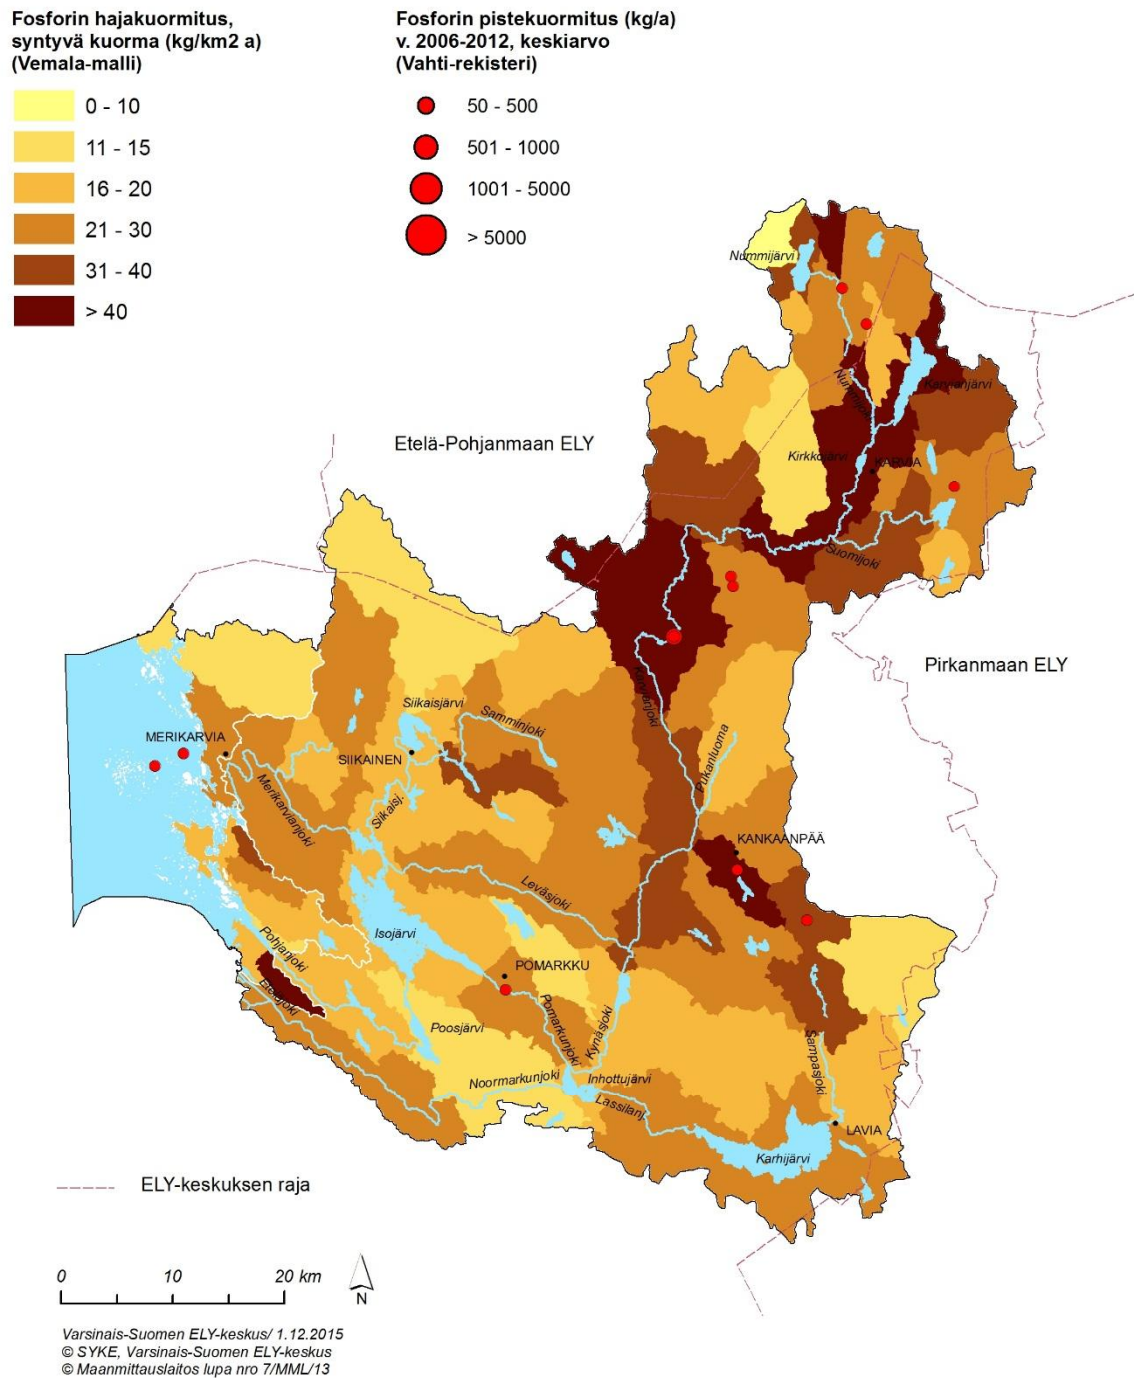 Fosforin hajakuormitus,
syntyvä kuorma (kg/km2 a)
(Vemala-malli)
0 - 10
11 - 15
16 - 20
21 - 30
31 - 40
> 40
Fosforin pistekuormitus (kg/a)
v. 2006-2012, keskiarvo
(Vahti-rekisteri)
50 - 500
501 - 1000
1001 - 5000
> 5000
Nummijärvi
Karvianjärvi
Nummijoki
Etelä-Pohjanmaan ELY
Kirkkojärvi
KARVIA
Suomijoki
Pirkanmaan ELY
Karvianjoki
Siikaisjärvi
Samminjoki
MERIKARVIA
SIIKAINEN
Pukanluoma
Merikarvianjoki
Siikaisj.
KANKAANPÄÄ
Leväsjoki
Isojärvi
Pohjanjoki
POMARKKU
Eteläjoki
Poosjärvi
Pomarkunjoki
Kynäsjoki
Sampasjoki
Noormarkunjoki
Inhottujärvi
Lassilanj.
LAVIA
Karhijärvi
ELY-keskuksen raja
0 10 20 km
N
Varsinais-Suomen ELY-keskus/ 1.12.2015
© SYKE, Varsinais-Suomen ELY-keskus
© Maanmittauslaitos lupa nro 7/MML/13